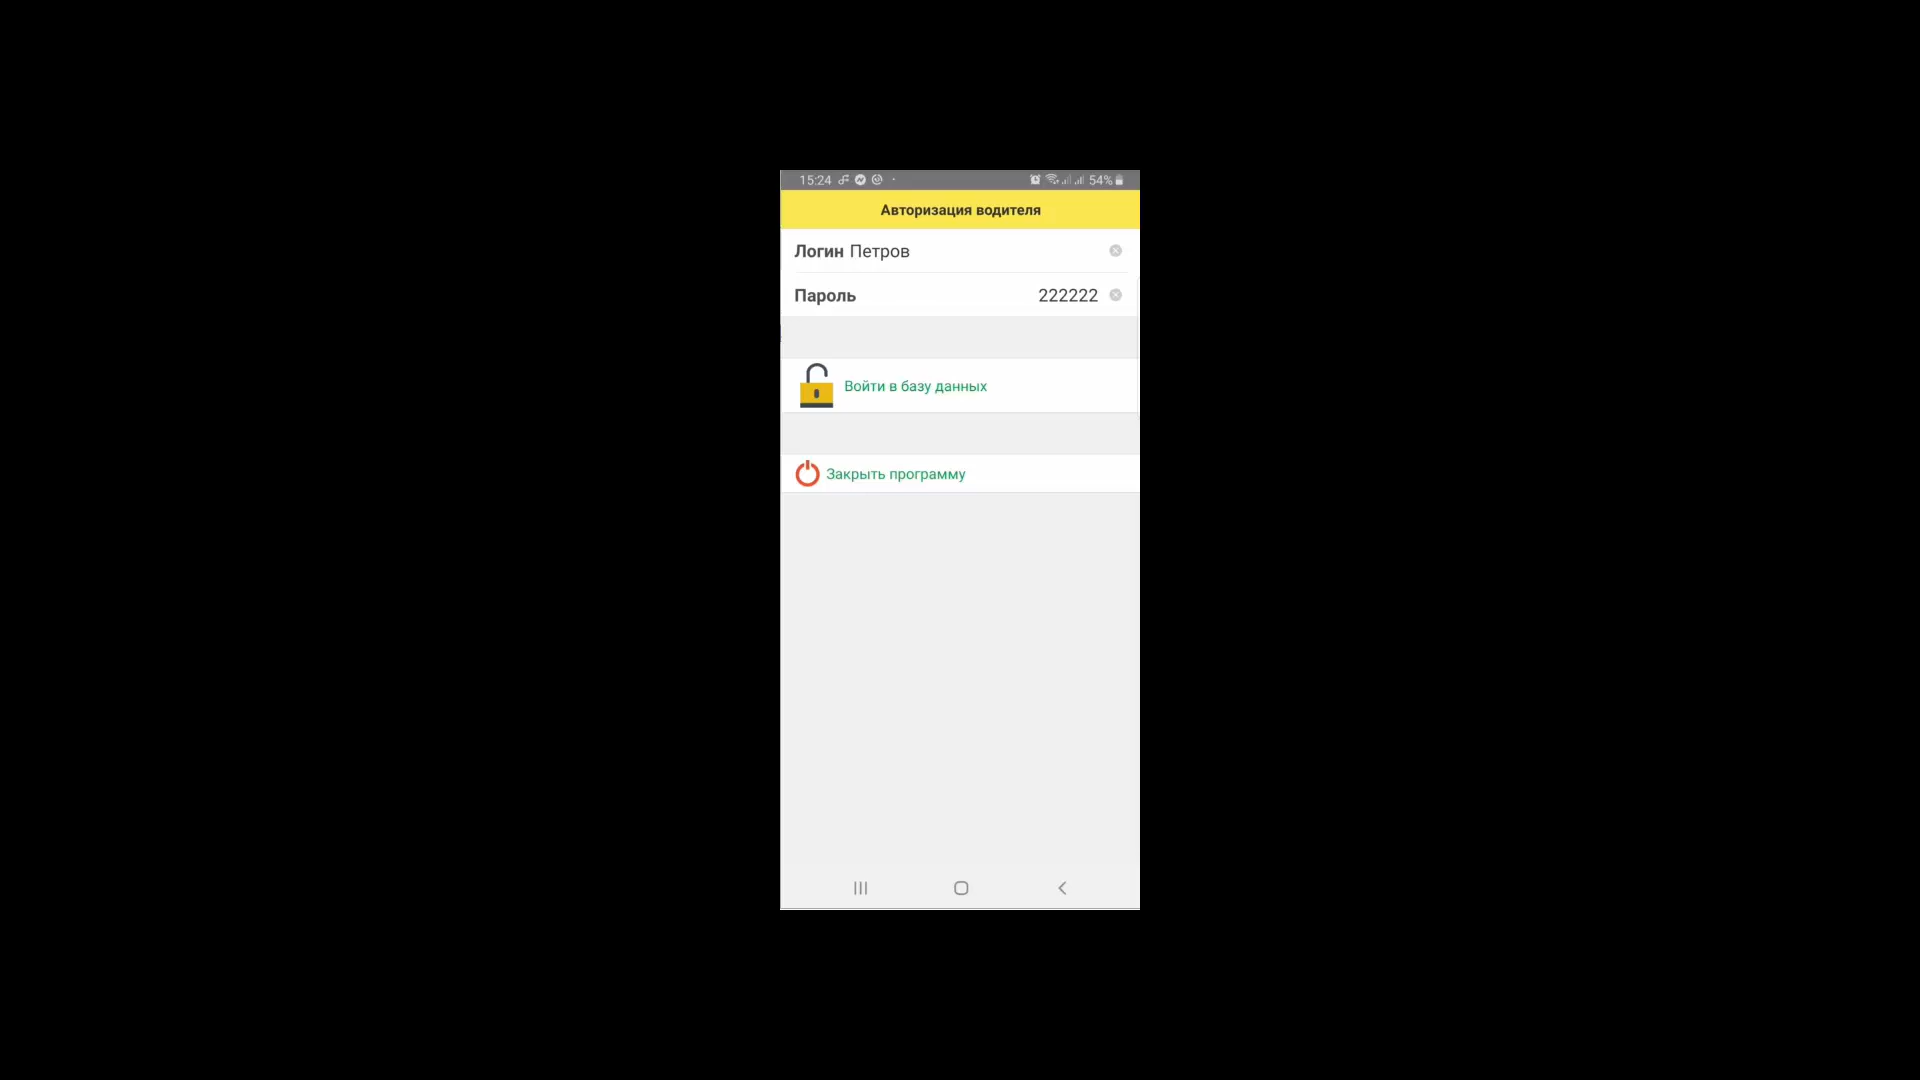 15:24 54%
Авторизация водителя
Логин Петров
Пароль 222222
Войти в базу данных
Закрыть программу